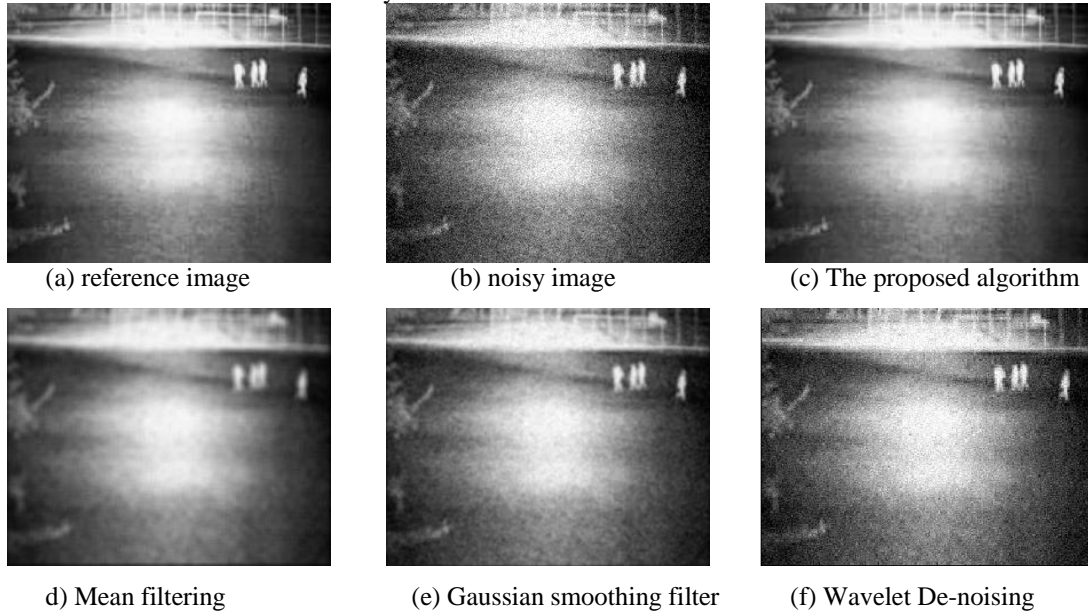 (a) reference image
(b) noisy image
(c) The proposed algorithm
d) Mean filtering
(e) Gaussian smoothing filter
(f) Wavelet De-noising